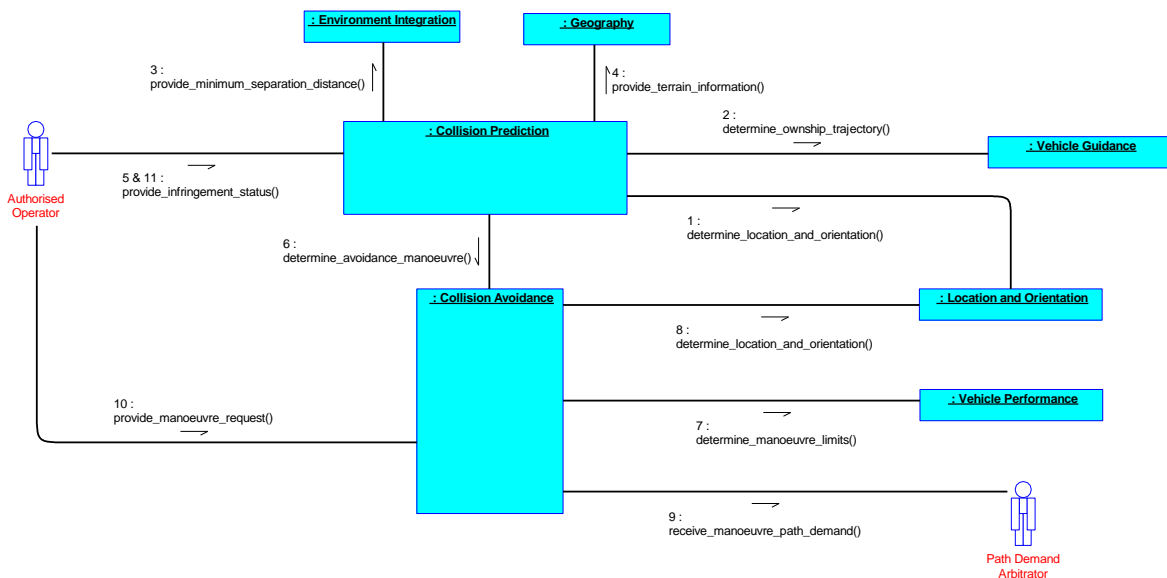 : Environment Integration
: Geography
3 :
provide_minimum_separation_distance()
4 :
provide_terrain_information()
: Collision Prediction
2 :
determine_ownship_trajectory()
: Vehicle Guidance
5 & 11 :
provide_infringement_status()
Authorised
Operator
1 :
determine_location_and_orientation()
6 :
determine_avoidance_manoeuvre()
: Collision Avoidance
: Location and Orientation
8 :
determine_location_and_orientation()
10 :
provide_manoeuvre_request()
: Vehicle Performance
7 :
determine_manoeuvre_limits()
9 :
receive_manoeuvre_path_demand()
Path Demand
Arbitrator